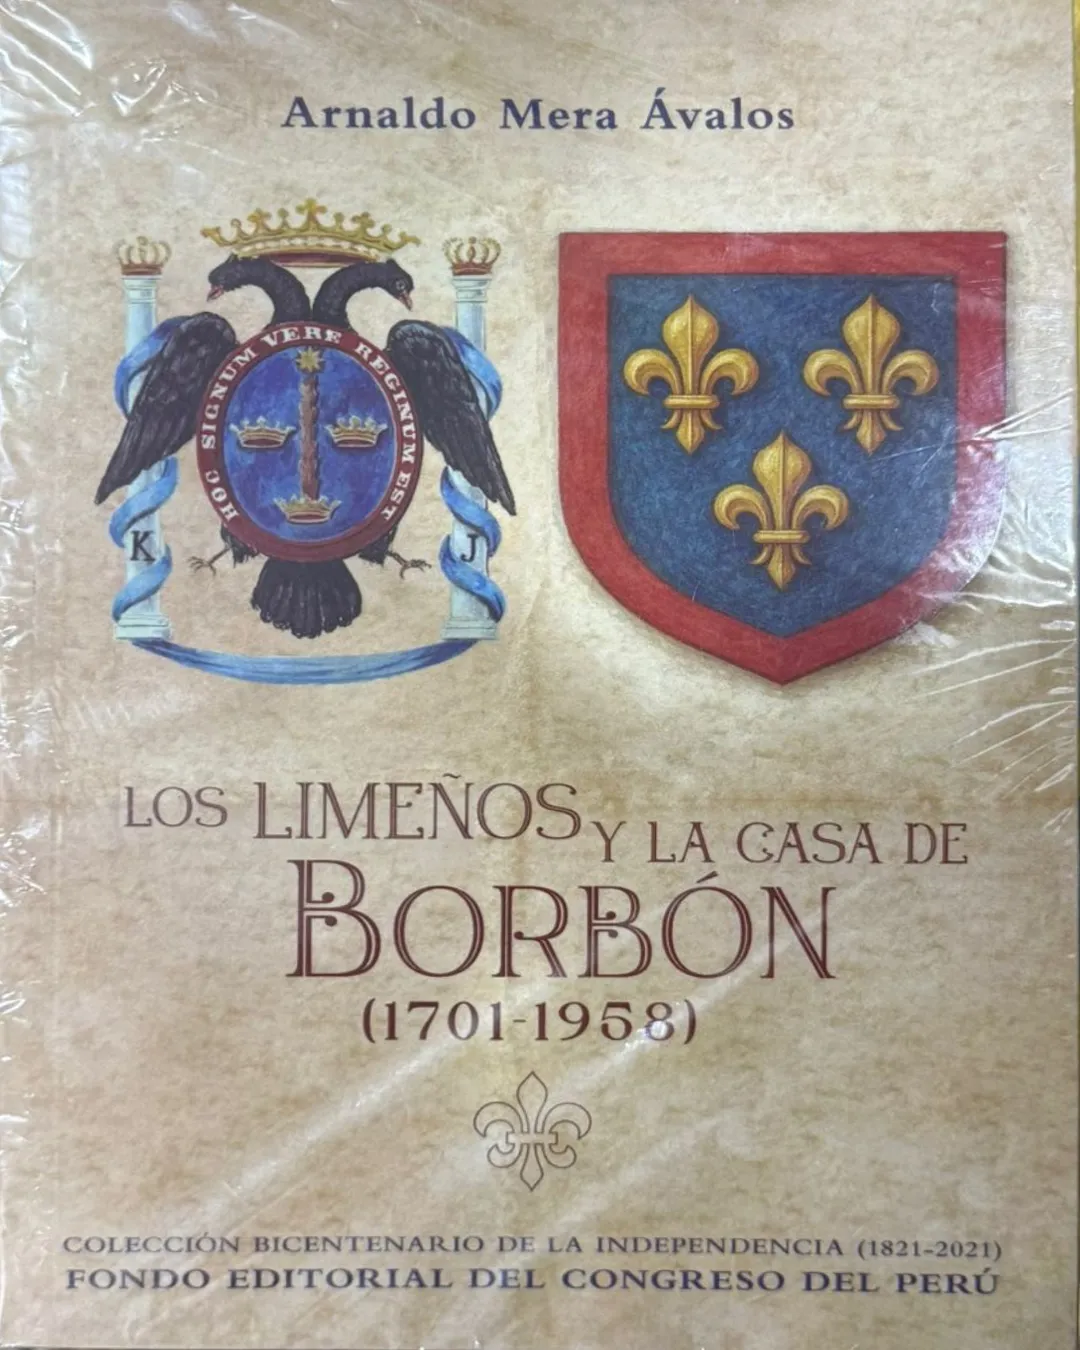 Arnaldo Mera Ávalos
HOC SIGNUM VERE REGINUM EST
K
J
LOS LIMEÑOS Y LA CASA DE
BORBÓN
(1701-1958)
COLECCIÓN BICENTENARIO DE LA INDEPENDENCIA (1821-2021)
FONDO EDITORIAL DEL CONGRESO DEL PERÚ